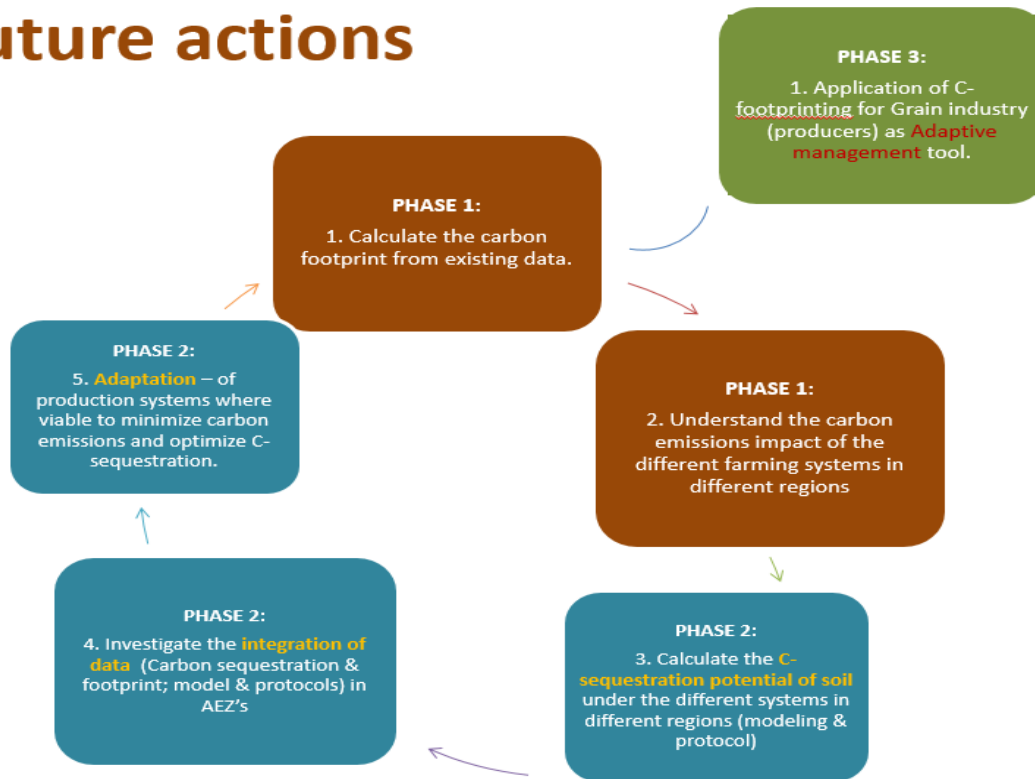 uture actions
PHASE 3:
1. Application of C-
footprinting for Grain industry
(producers) as Adaptive
management tool.
PHASE 1:
1. Calculate the carbon
footprint from existing data.
PHASE 1:
2. Understand the carbon
emissions impact of the
different farming systems in
different regions
PHASE 2:
3. Calculate the C-
sequestration potential of soil
under the different systems in
different regions (modeling &
protocol)
PHASE 2:
4. Investigate the integration of
data (Carbon sequestration &
footprint; model & protocols) in
AEZ's
PHASE 2:
5. Adaptation – of
production systems where
viable to minimize carbon
emissions and optimize C-
sequestration.